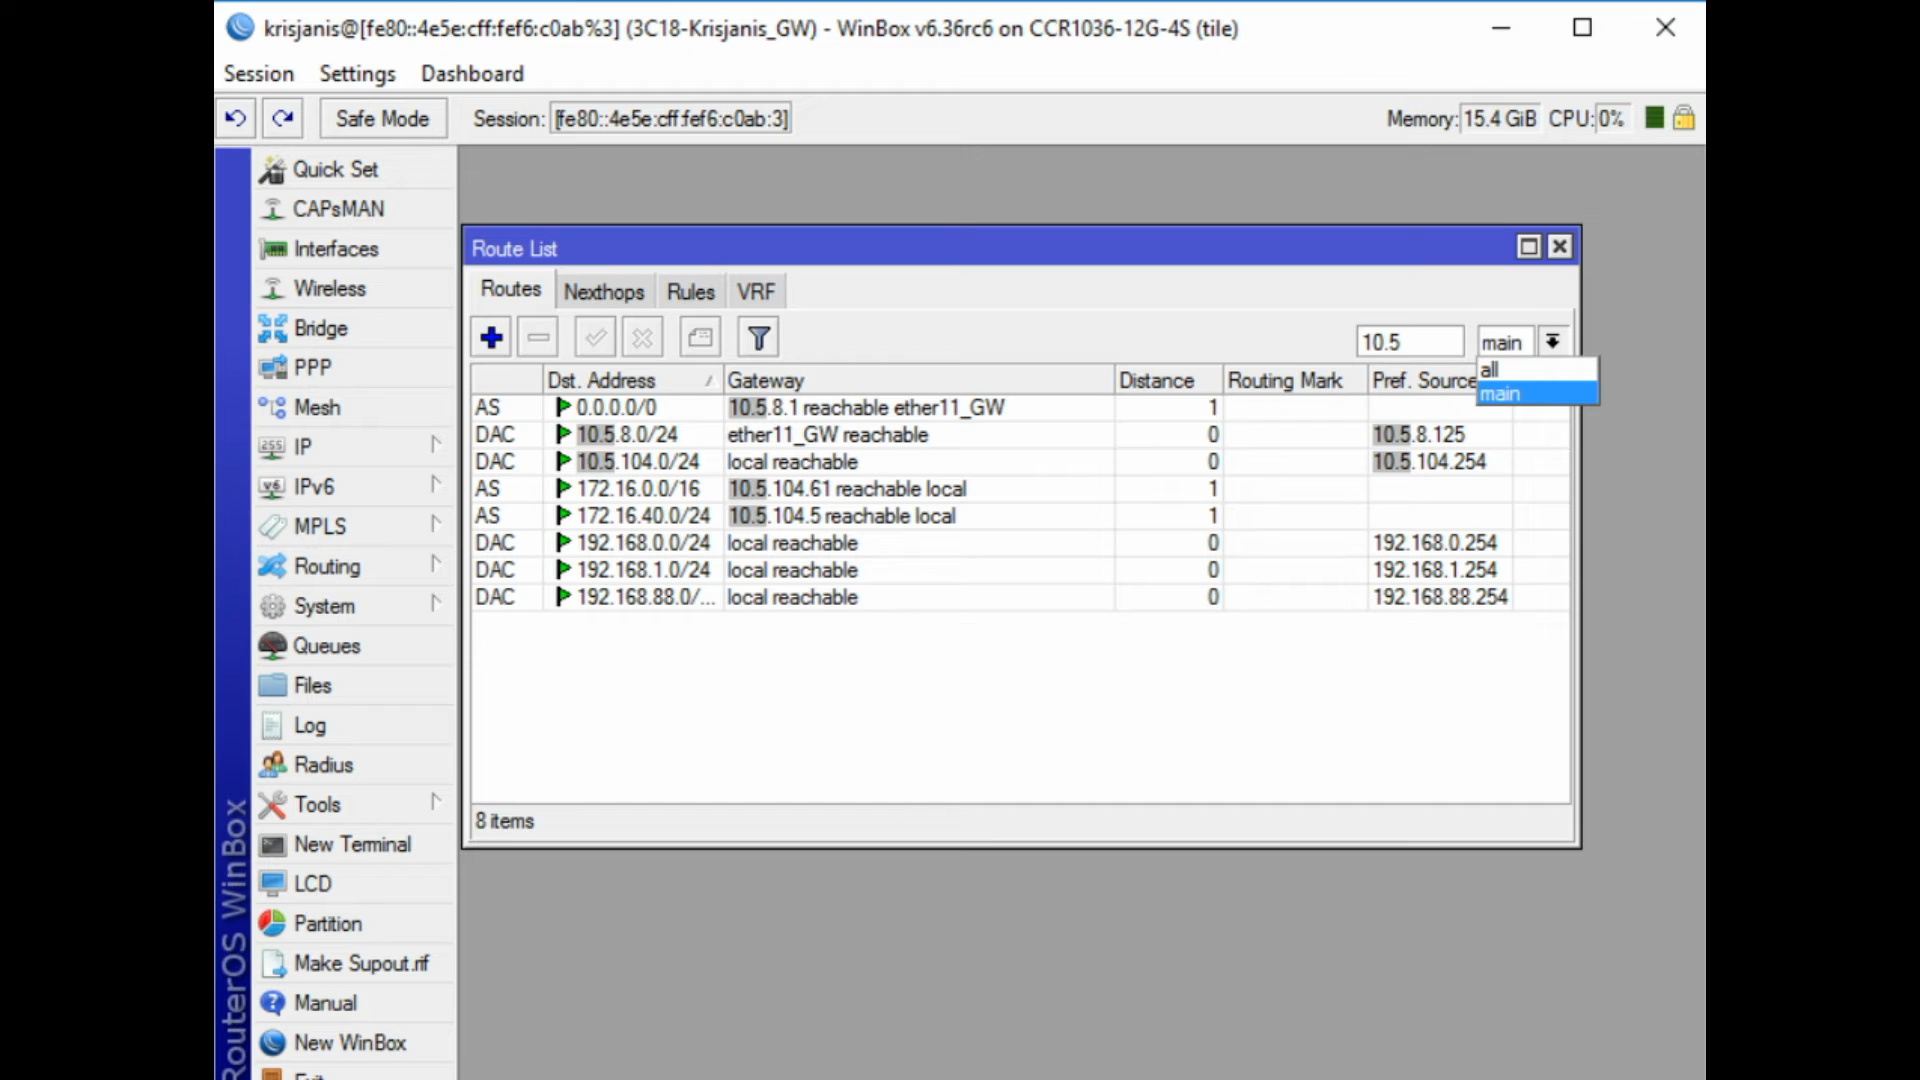 krisjanis@[fe80::4e5e:cff:fef6:c0ab%3] (3C18-Krisjanis_GW) - WinBox v6.36rc6 on CCR1036-12G-4S (tile)
Session Settings Dashboard
Safe Mode Session: [fe80::4e5e:cff:fef6:c0ab:3] Memory: 15.4 GiB CPU: 0%
Quick Set
CAPsMAN
Interfaces
Wireless
Bridge
PPP
Mesh
IP
IPv6
MPLS
Routing
System
Queues
Files
Log
Radius
Tools
New Terminal
LCD
Partition
Make Supout.rif
Manual
New WinBox
Exit
RouterOS WinBox
Route List
Routes Nexthops Rules VRF
10.5 main
all
main
Dst. Address Gateway Distance Routing Mark Pref. Source
AS 0.0.0.0/0 10.5.8.1 reachable ether11_GW 1
DAC 10.5.8.0/24 ether11_GW reachable 0 10.5.8.125
DAC 10.5.104.0/24 local reachable 0 10.5.104.254
AS 172.16.0.0/16 10.5.104.61 reachable local 1
AS 172.16.40.0/24 10.5.104.5 reachable local 1
DAC 192.168.0.0/24 local reachable 0 192.168.0.254
DAC 192.168.1.0/24 local reachable 0 192.168.1.254
DAC 192.168.88.0/... local reachable 0 192.168.88.254
8 items